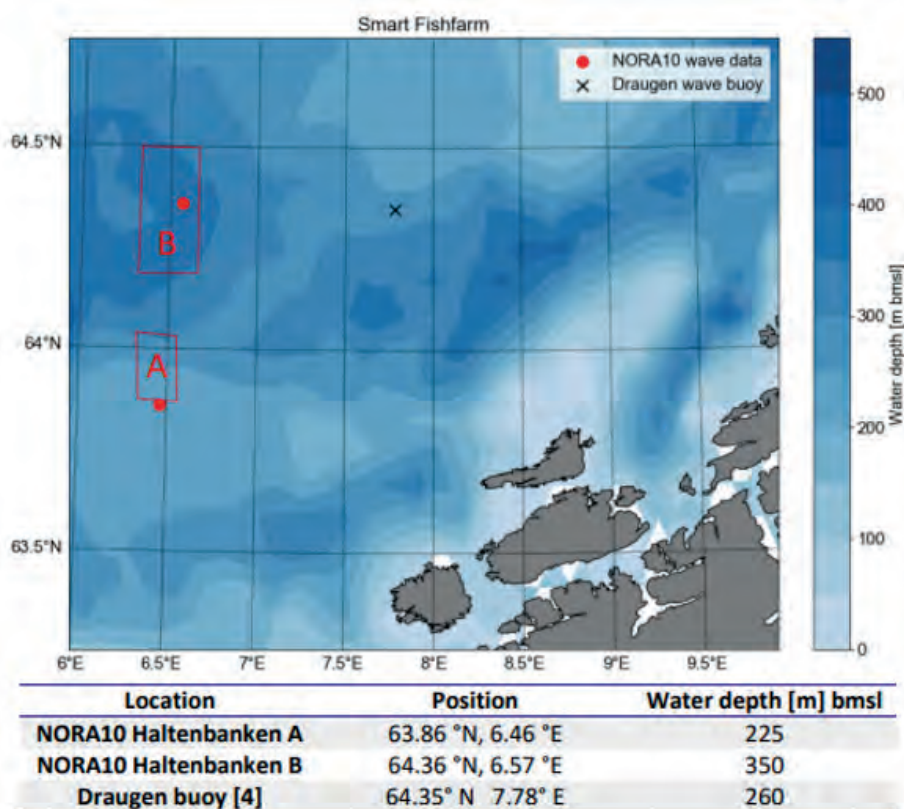 Smart Fishfarm
NORA10 wave data
Draugen wave buoy
64.5°N
64°N
63.5°N
B
A
6°E 6.5°E 7°E 7.5°E 8°E 8.5°E 9°E 9.5°E
500
400
300
200
100
0
Water depth [m bmsl]
Location Position Water depth [m] bmsl
NORA10 Haltenbanken A 63.86 °N, 6.46 °E 225
NORA10 Haltenbanken B 64.36 °N, 6.57 °E 350
Draugen buoy [4] 64.35° N 7.78° E 260